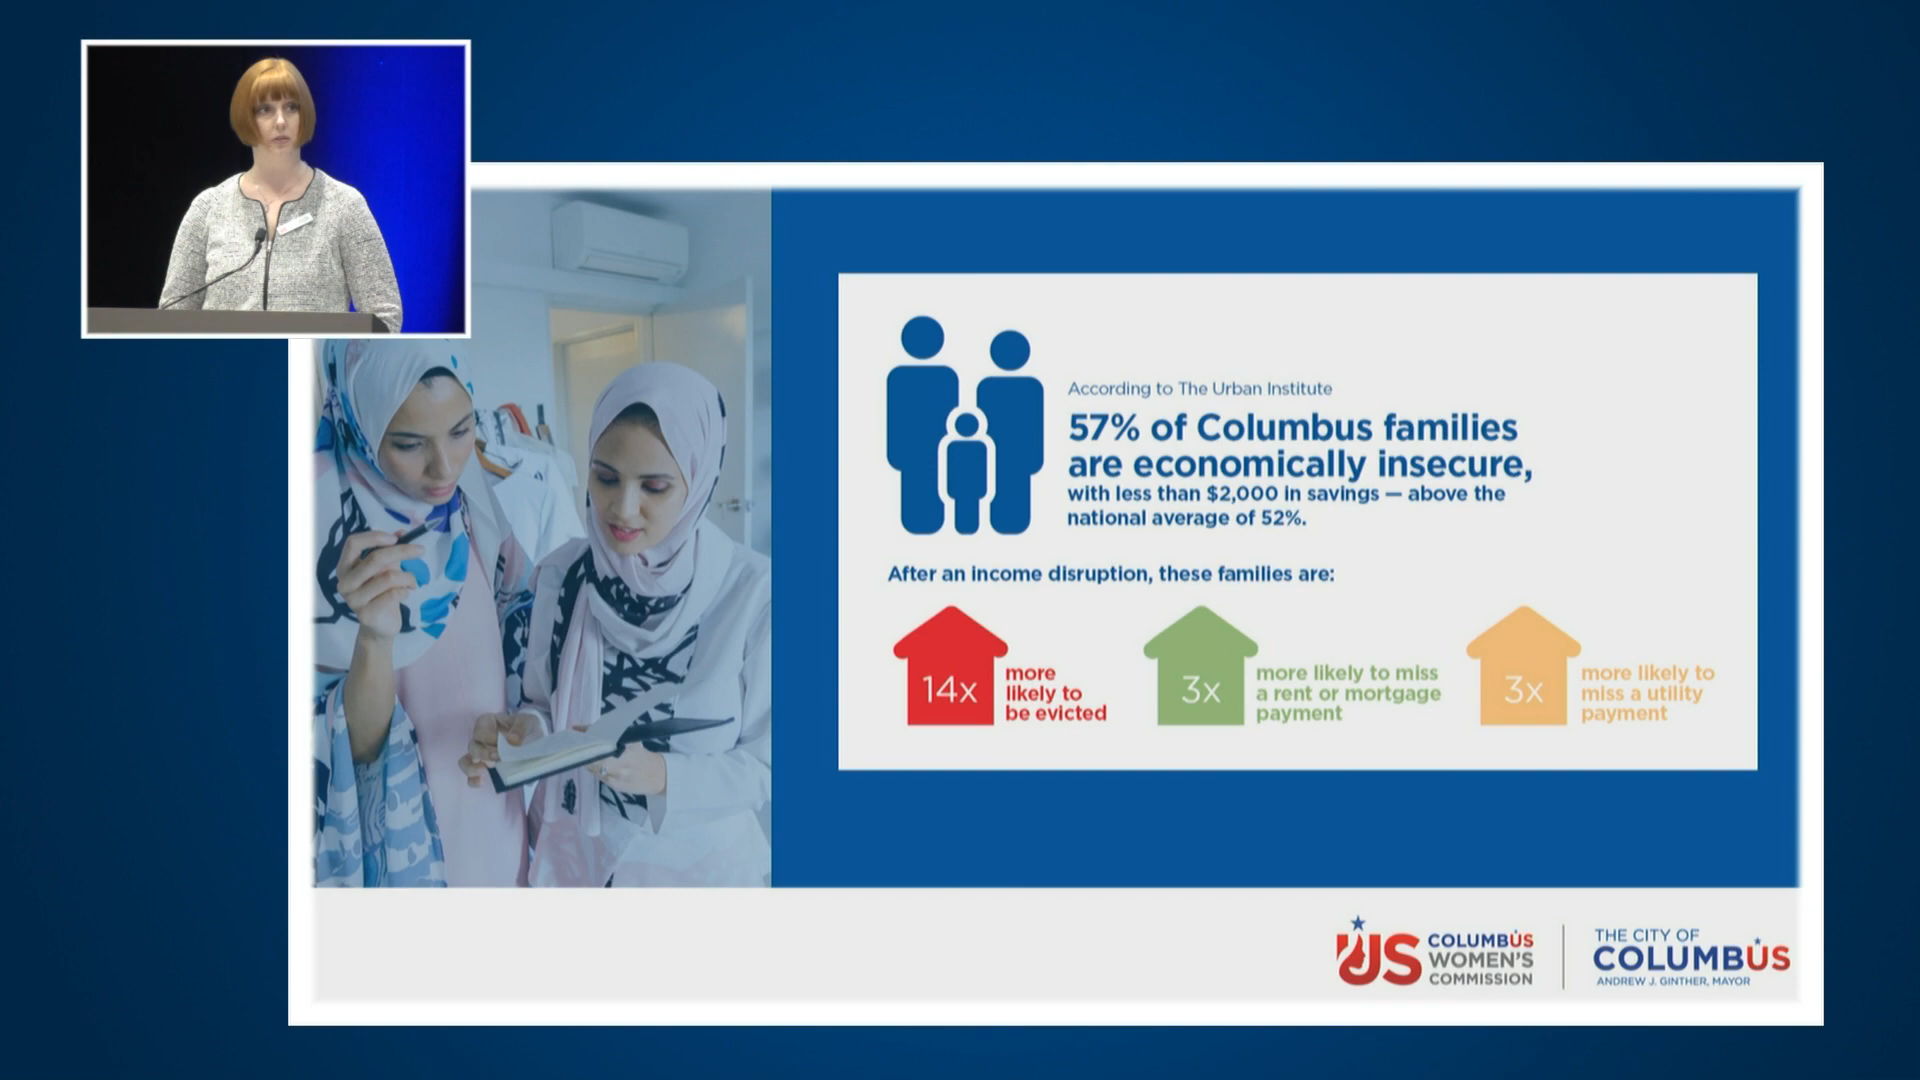 According to The Urban Institute
57% of Columbus families
are economically insecure,
with less than $2,000 in savings — above the
national average of 52%.
After an income disruption, these families are:
14x
more
likely to
be evicted
3x
more likely to miss
a rent or mortgage
payment
3x
more likely to
miss a utility
payment
US
COLUMBUS
WOMEN'S
COMMISSION
THE CITY OF
COLUMBUS
ANDREW J. GINTHER, MAYOR